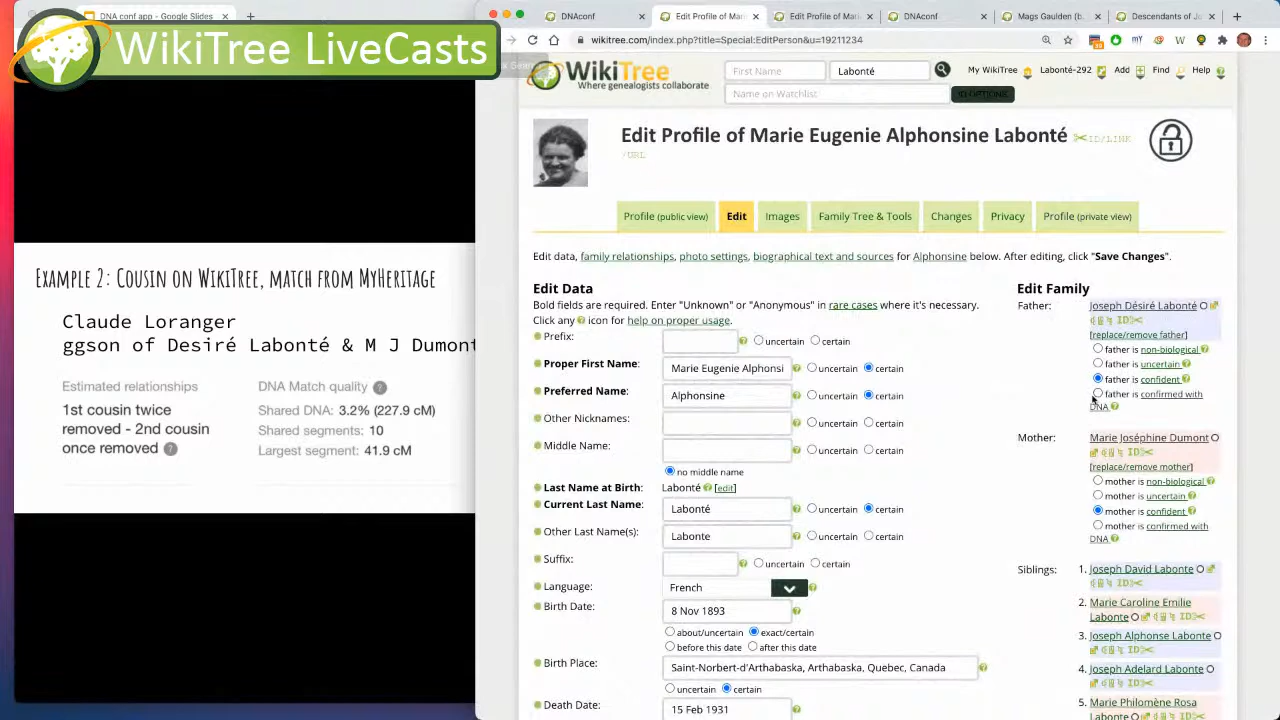 DNA conf app - Google Slides
DNAconf
Edit Profile of Mar
Edit Profile of M
DNAconf
Mags Gaulden (b.
Descendants of
wikitree.com/index.php?title=Special:EditPerson&u=19211234
WikiTree LiveCasts
WikiTree
Where genealogists collaborate
First Name
Labonté
My WikiTree
Labonté-292
Add
Find
Name on Watchlist
Edit Profile of Marie Eugenie Alphonsine Labonté
ID/LINK
/URL
Profile (public view)
Edit
Images
Family Tree & Tools
Changes
Privacy
Profile (private view)
Edit data, family relationships, photo settings, biographical text and sources for Alphonsine below. After editing, click "Save Changes".
Example 2: Cousin on WikiTree, match from MyHeritage
Claude Loranger
ggson of Desiré Labonté & M J Dumont
Estimated relationships
1st cousin twice
removed - 2nd cousin
once removed
DNA Match quality
Shared DNA: 3.2% (227.9 cM)
Shared segments: 10
Largest segment: 41.9 cM
Edit Data
Bold fields are required. Enter "Unknown" or "Anonymous" in rare cases where it's necessary.
Click any icon for help on proper usage.
Prefix:
uncertain certain
Proper First Name: Marie Eugenie Alphonsi uncertain certain
Preferred Name: Alphonsine uncertain certain
Other Nicknames: uncertain certain
Middle Name: uncertain certain
no middle name
Last Name at Birth: Labonté [edit]
Current Last Name: Labonté uncertain certain
Other Last Name(s): Labonte uncertain certain
Suffix: uncertain certain
Language: French
Birth Date: 8 Nov 1893
about/uncertain exact/certain
before this date after this date
Birth Place: Saint-Norbert-d'Arthabaska, Arthabaska, Quebec, Canada
uncertain certain
Death Date: 15 Feb 1931
Edit Family
Father: Joseph Désiré Labonté
[replace/remove father]
father is non-biological
father is uncertain
father is confident
father is confirmed with
DNA
Mother: Marie Joséphine Dumont
[replace/remove mother]
mother is non-biological
mother is uncertain
mother is confident
mother is confirmed with
DNA
Siblings: 1. Joseph David Labonte
2. Marie Caroline Emilie
Labonte
3. Joseph Alphonse Labonte
4. Joseph Adelard Labonte
5. Marie Philomène Rosa
Labonte